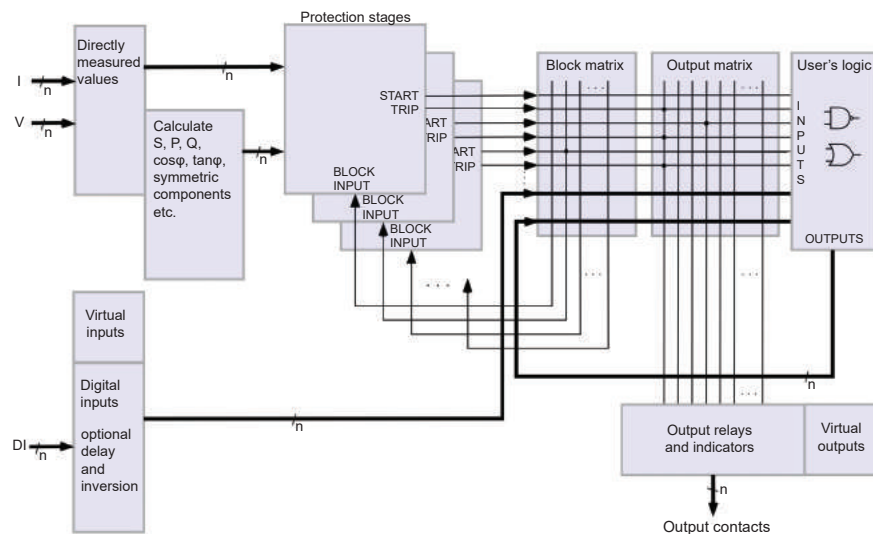 Protection stages
Directly
measured
values
n
I
n
V
n
Calculate
S, P, Q,
cosφ, tanφ,
symmetric
components
etc.
n
START
TRIP
ART
TRIP
ART
TRIP
BLOCK
INPUT
BLOCK
INPUT
BLOCK
INPUT
Block matrix
Output matrix
User's logic
I
N
P
U
T
S
OUTPUTS
Virtual
inputs
Digital
inputs
optional
delay
and
inversion
DI
n
n
n
Output relays
and indicators
Virtual
outputs
n
Output contacts